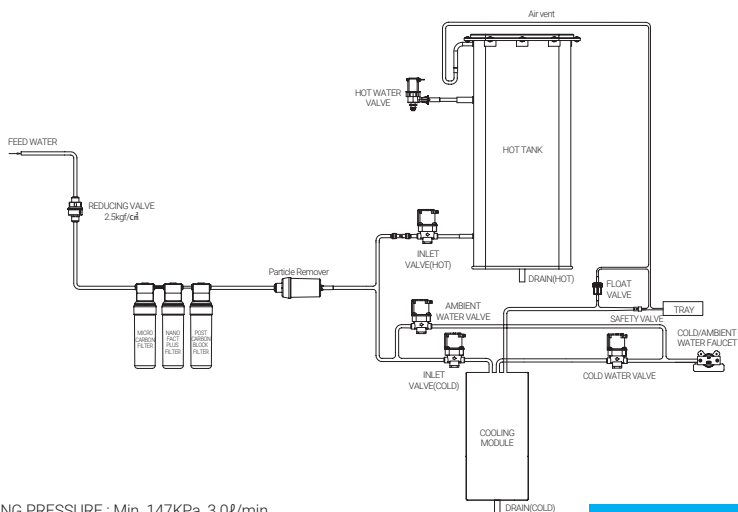 Air vent
HOT WATER
VALVE
FEED WATER
HOT TANK
REDUCING VALVE
2.5kgf/㎠
INLET
VALVE(HOT)
Particle Remover
DRAIN(HOT)
FLOAT
VALVE
TRAY
SAFETY VALVE
AMBIENT
WATER VALVE
COLD/AMBIENT
WATER FAUCET
MICRO
CARBON
FILTER
NANO
FACT
PLUS
FILTER
POST
CARBON
BLOCK
FILTER
INLET
VALVE(COLD)
COLD WATER VALVE
COOLING
MODULE
DRAIN(COLD)
NG PRESSURE : Min. 147KPa, 3.0ℓ/min